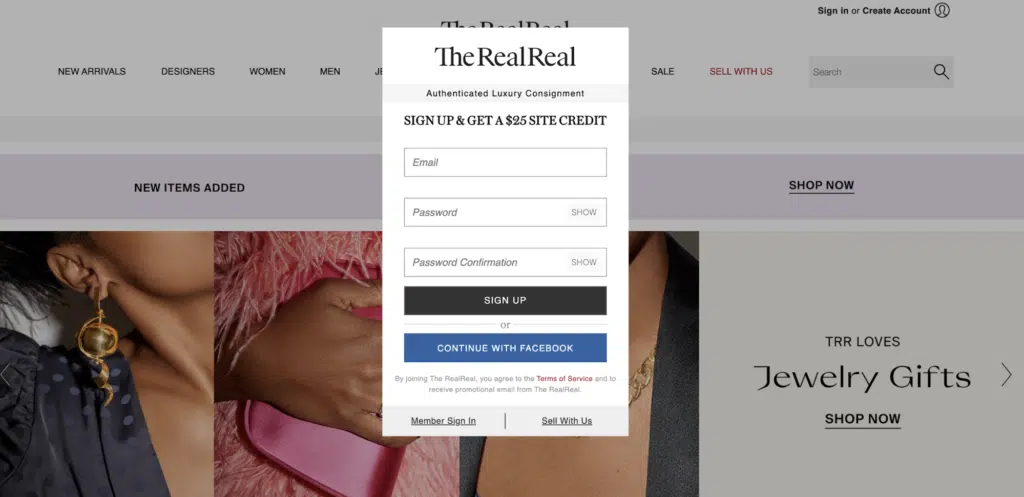 Sign in or Create Account
The RealReal
NEW ARRIVALS
DESIGNERS
WOMEN
MEN
SALE
SELL WITH US
Search
NEW ITEMS ADDED
SHOP NOW
The RealReal
Authenticated Luxury Consignment
SIGN UP & GET A $25 SITE CREDIT
Email
Password SHOW
Password Confirmation SHOW
SIGN UP
or
CONTINUE WITH FACEBOOK
By joining The RealReal, you agree to the Terms of Service and to
receive promotional email from The RealReal.
Member Sign In
Sell With Us
TRR LOVES
Jewelry Gifts
SHOP NOW